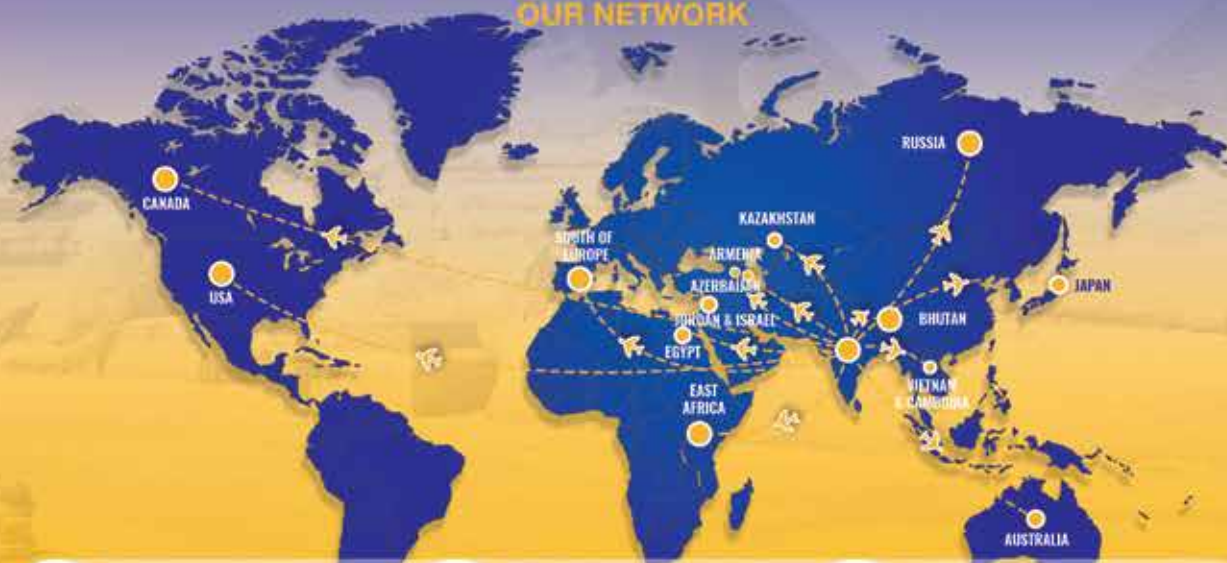 OUR NETWORK
CANADA
USA
SOUTH OF
EUROPE
RUSSIA
KAZAKHSTAN
ARMENIA
AZERBAIJAN
JORDAN & ISRAEL
EGYPT
EAST
AFRICA
BHUTAN
JAPAN
VIETNAM
& CAMBODIA
AUSTRALIA